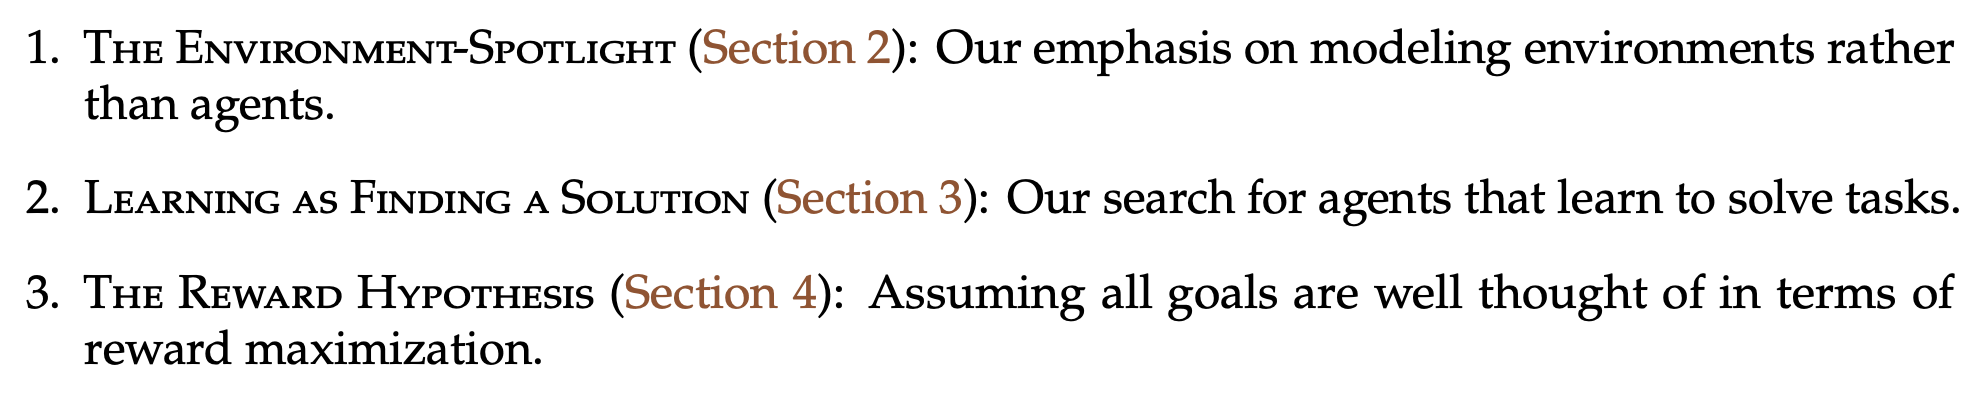 1. The Environment-Spotlight (Section 2): Our emphasis on modeling environments rather
than agents.
2. Learning as Finding a Solution (Section 3): Our search for agents that learn to solve tasks.
3. The Reward Hypothesis (Section 4): Assuming all goals are well thought of in terms of
reward maximization.